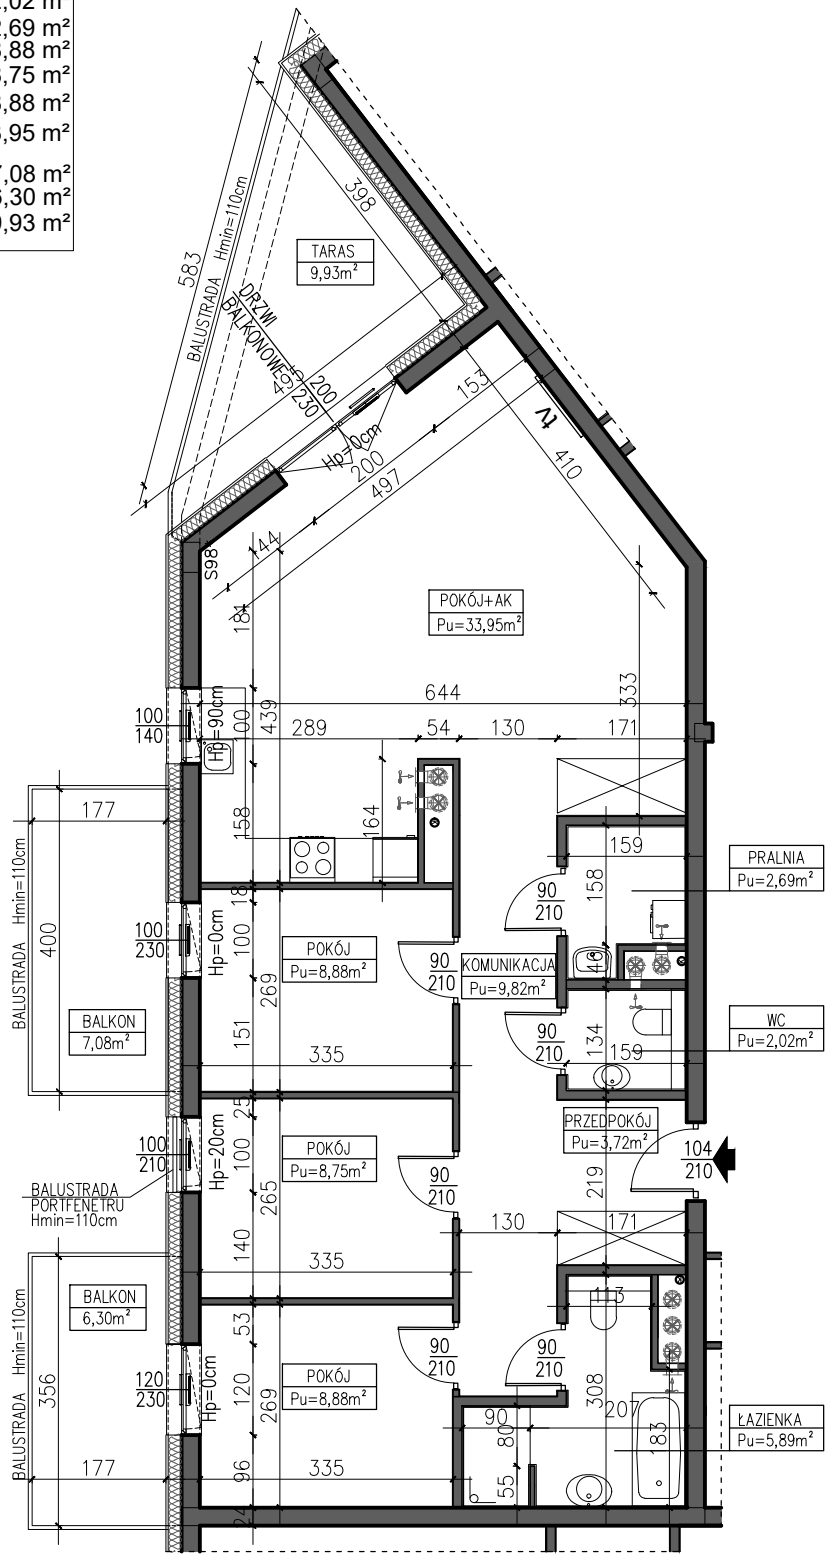 ,02 m²
,69 m²
,88 m²
,75 m²
,88 m²
,95 m²
7,08 m²
6,30 m²
9,93 m²
398
583
BALUSTRADA Hmin=110cm
TARAS
9,93m²
DRZWI
BALKONOWE
495
200
230
153
tv
Hp=0cm
200
497
410
144
S98
POKÓJ+AK
Pu=33,95m²
181
644
333
100
140
Hp=90cm
100
439
289
54
130
171
177
158
164
159
PRALNIA
Pu=2,69m²
BALUSTRADA Hmin=110cm
400
18
158
90
210
100
230
Hp=0cm
100
POKÓJ
Pu=8,88m²
90
210
KOMUNIKACJA
Pu=9,82m²
46
269
BALKON
7,08m²
151
335
90
210
134
159
WC
Pu=2,02m²
25
PRZEDPOKÓJ
Pu=3,72m²
100
210
Hp=20cm
100
POKÓJ
Pu=8,75m²
90
210
104
210
BALUSTRADA
PORTFENETRU
Hmin=110cm
265
219
140
335
130
171
BALKON
6,30m²
113
53
BALUSTRADA Hmin=110cm
356
120
230
Hp=0cm
120
269
POKÓJ
Pu=8,88m²
90
210
90
210
308
207
90
80
183
ŁAZIENKA
Pu=5,89m²
177
96
335
55
24